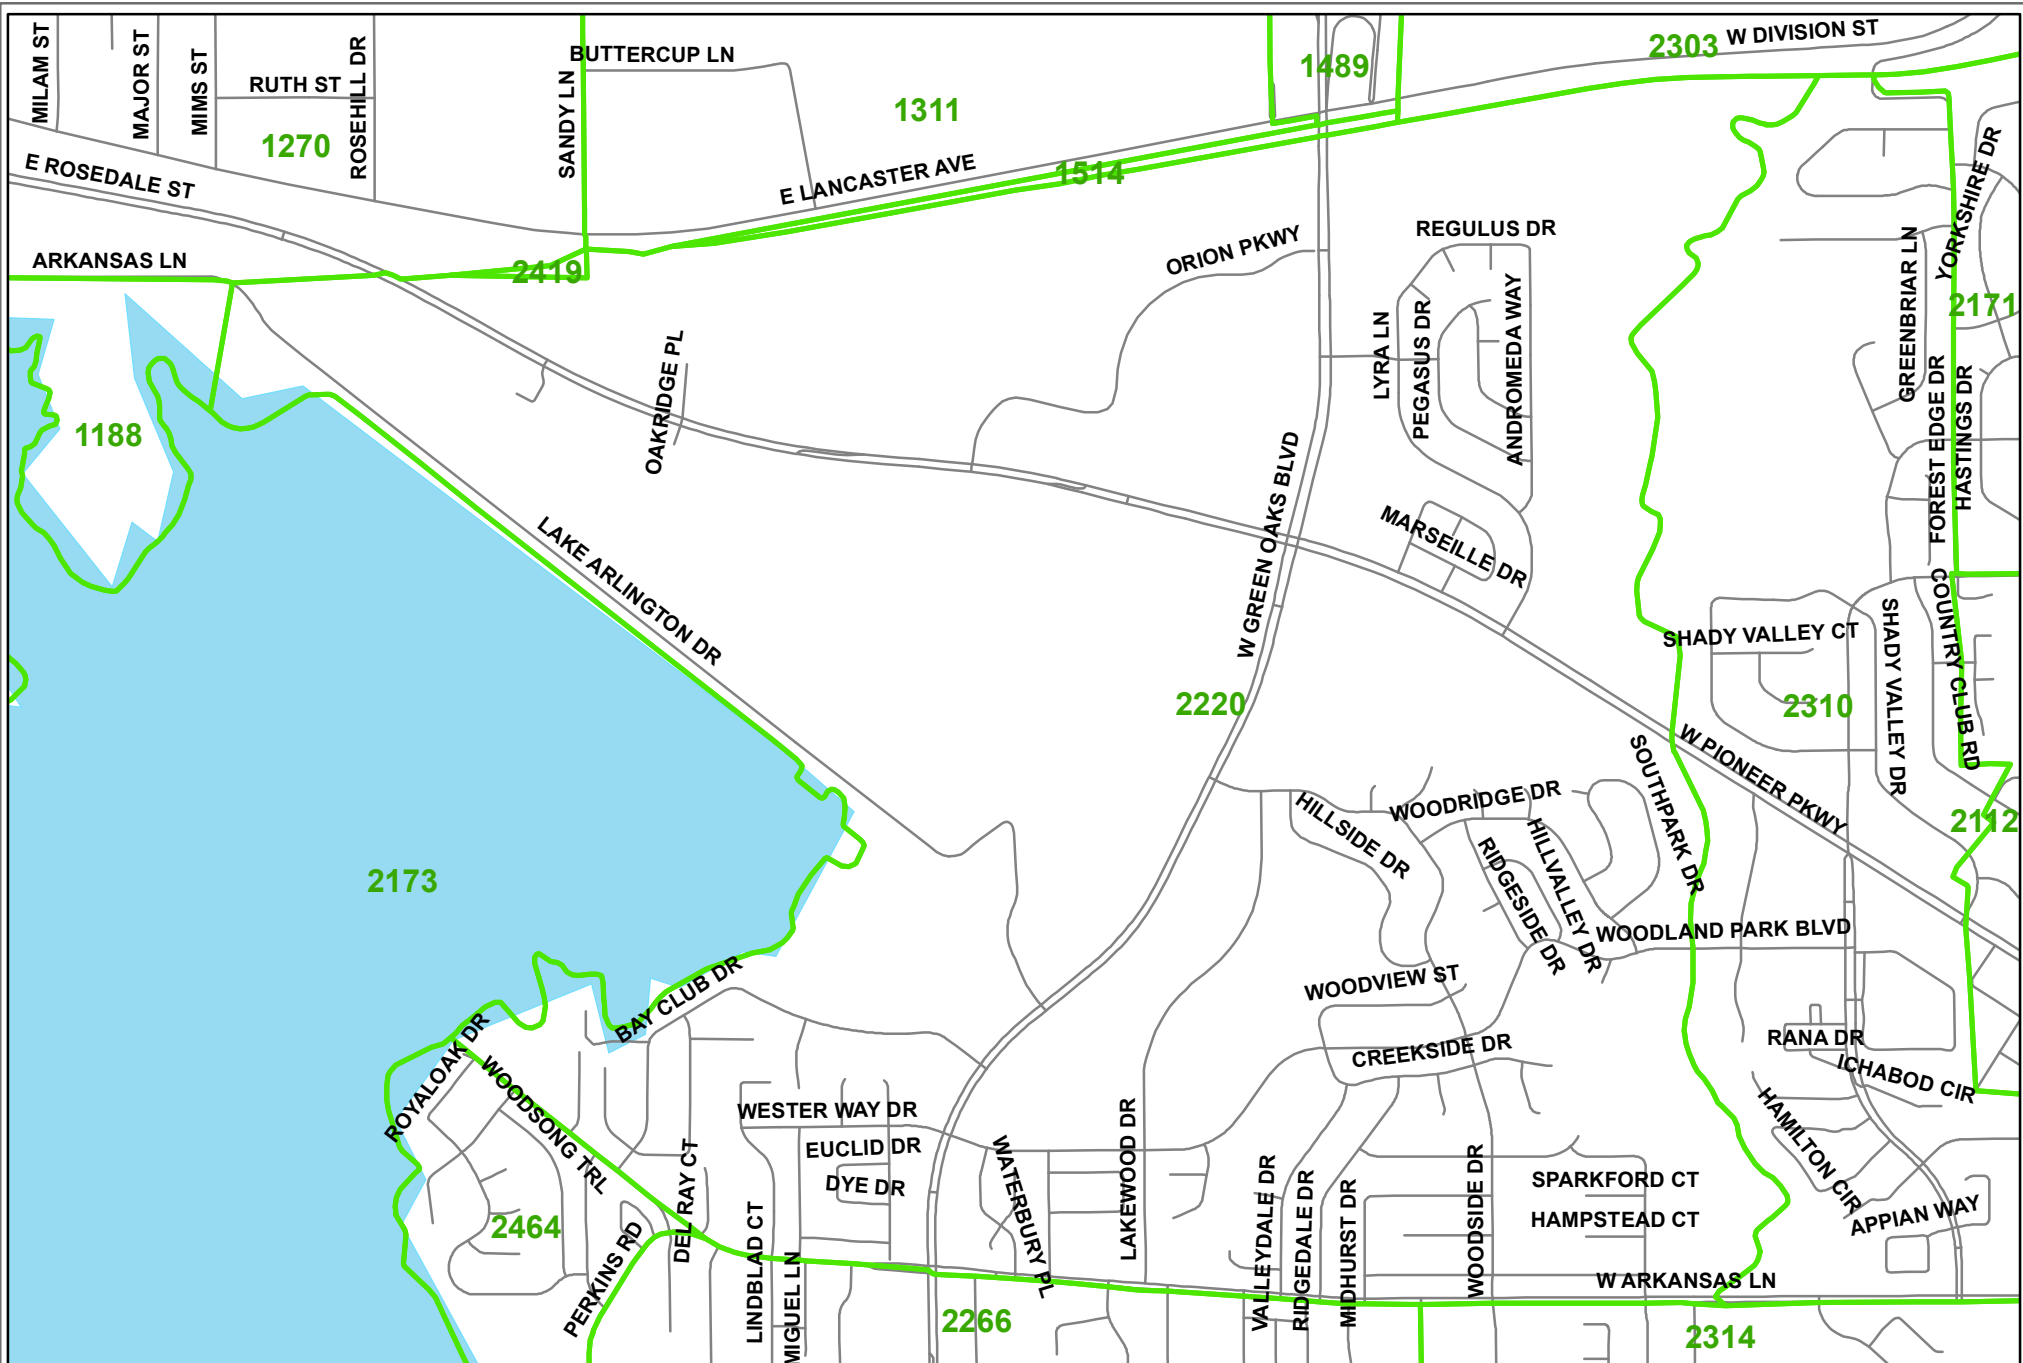 MILAM ST
MAJOR ST
MIMS ST
RUTH ST
ROSEHILL DR
1270
SANDY LN
BUTTERCUP LN
1311
1489
2303
W DIVISION ST
E ROSEDALE ST
E LANCASTER AVE
1514
ARKANSAS LN
2419
ORION PKWY
REGULUS DR
YORKSHIRE DR
GREENBRIAR LN
2171
LYRA LN
PEGASUS DR
ANDROMEDA WAY
OAKRIDGE PL
1188
FOREST EDGE DR
HASTINGS DR
W GREEN OAKS BLVD
MARSEILLE DR
LAKE ARLINGTON DR
SHADY VALLEY CT
SHADY VALLEY DR
COUNTRY CLUB RD
2220
2310
SOUTHPARK DR
W PIONEER PKWY
2112
HILLSIDE DR
WOODRIDGE DR
RIDGESIDE DR
HILLVALLEY DR
2173
WOODLAND PARK BLVD
WOODVIEW ST
BAY CLUB DR
CREEKSIDE DR
RANA DR
ICHABOD CIR
ROYALOAK DR
WOODSONG TRL
WESTER WAY DR
EUCLID DR
DYE DR
HAMILTON CIR
APPIAN WAY
DEL RAY CT
WATERBURY PL
LAKEWOOD DR
VALLEYDALE DR
RIDGEDALE DR
MIDHURST DR
WOODSIDE DR
SPARKFORD CT
HAMPSTEAD CT
2464
PERKINS RD
LINDBLAD CT
MIGUEL LN
W ARKANSAS LN
2266
2314